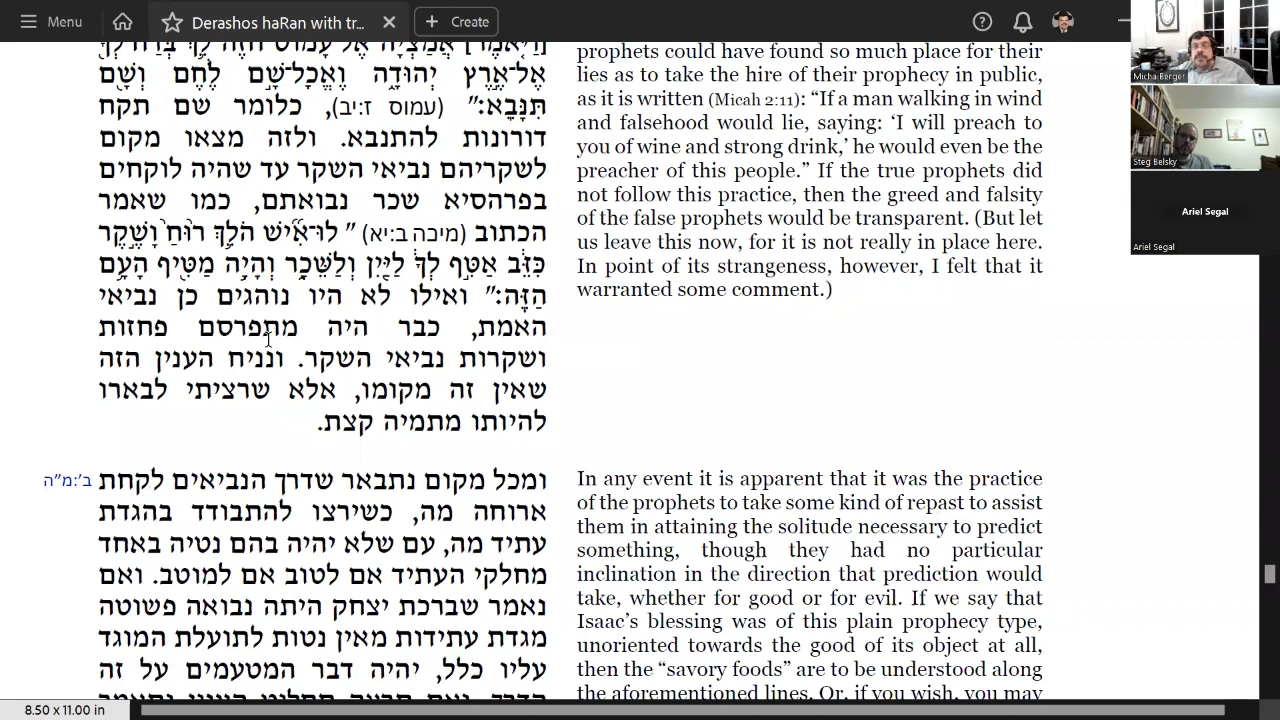 Menu
Derashos haRan with tr...
Create
[וַיֹּ֤אמֶר] אֲמַצְיָה֙ אֶל־עָמ֔וֹס חֹזֶ֕ה לֵ֥ךְ בְּרַח־לְךָ֖
אֶל־אֶ֣רֶץ יְהוּדָ֑ה וֶאֱכׇל־שָׁ֣ם לֶ֔חֶם וְשָׁ֖ם
תִּנָּבֵֽא׃" (עמוס ז:יב), כלומר שם תקח
דורונות להתנבא. ולזה מצאו מקום
לשקריהם נביאי השקר עד שהיה לוקחים
בפרהסיא שכר נבואתם, כמו שאמר
הכתוב (מיכה ב:יא) "לוּ־אִ֞ישׁ הֹלֵ֥ךְ ר֙וּחַ֙ וָשֶׁ֣קֶר
כִּזֵּ֔ב אַטִּ֣ף לְךָ֔ לַיַּ֖יִן וְלַשֵּׁכָ֑ר וְהָיָ֥ה מַטִּ֖יף הָעָ֥ם
הַזֶּֽה׃" ואילו לא היו נוהגים כן נביאי
האמת, כבר היה מתפרסם פחזות
ושקרות נביאי השקר. ונניח הענין הזה
שאין זה מקומו, אלא שרציתי לבארו
להיותו מתמיה קצת.
prophets could have found so much place for their
lies as to take the hire of their prophecy in public,
as it is written (Micah 2:11): “If a man walking in wind
and falsehood would lie, saying: ‘I will preach to
you of wine and strong drink,’ he would even be the
preacher of this people.” If the true prophets did
not follow this practice, then the greed and falsity
of the false prophets would be transparent. (But let
us leave this now, for it is not really in place here.
In point of its strangeness, however, I felt that it
warranted some comment.)
ב':מ"ה
ומכל מקום נתבאר שדרך הנביאים לקחת
ארוחה מה, כשירצו להתבודד בהגדת
עתיד מה, עם שלא יהיה בהם נטיה באחד
מחלקי העתיד אם לטוב אם למוטב. ואם
נאמר שברכת יצחק היתה נבואה פשוטה
מגדת עתידות מאין נטות לתועלת המוגד
עליו כלל, יהיה דבר המטעמים על זה
In any event it is apparent that it was the practice
of the prophets to take some kind of repast to assist
them in attaining the solitude necessary to predict
something, though they had no particular
inclination in the direction that prediction would
take, whether for good or for evil. If we say that
Isaac’s blessing was of this plain prophecy type,
unoriented towards the good of its object at all,
then the “savory foods” are to be understood along
the aforementioned lines. Or, if you wish, you may
8.50 x 11.00 in
Micha Berger
Steg Belsky
Ariel Segal
Ariel Segal